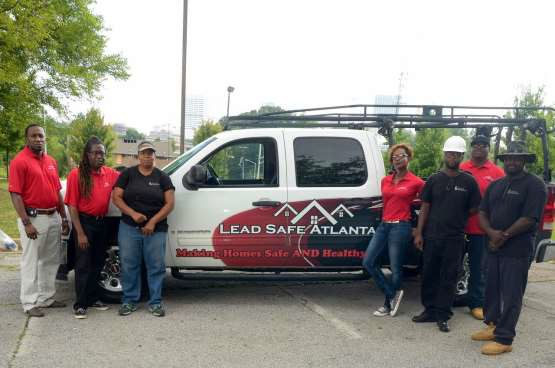 LEAD SAFE ATLANTA
Making Homes Safe AND Healthy